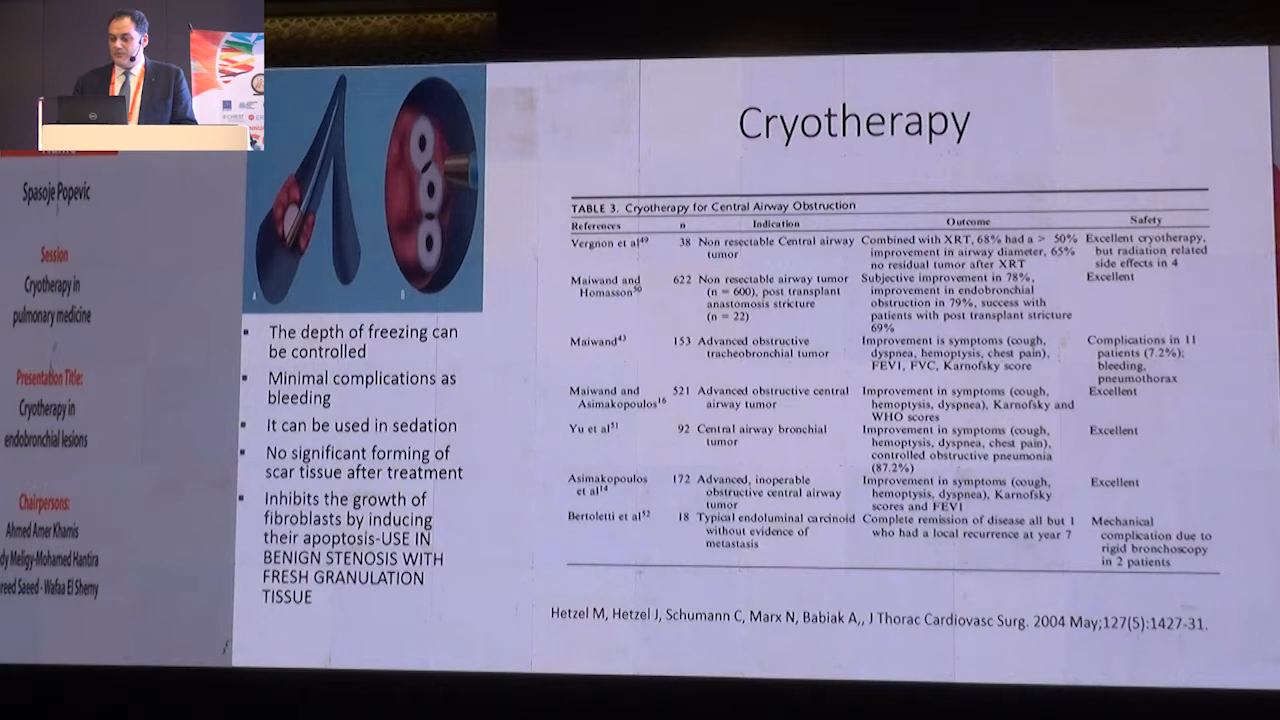 Spasoje Popevic
Session
Cryotherapy in
pulmonary medicine
Presentation Title:
Cryotherapy in
endobronchial lesions
Chairpersons:
Ahmed Amer Khamis
dy Meligy-Mohamed Hantira
reed Saeed - Wafaa El Shemy
A
B
▪ The depth of freezing can
be controlled
▪ Minimal complications as
bleeding
▪ It can be used in sedation
▪ No significant forming of
scar tissue after treatment
▪ Inhibits the growth of
fibroblasts by inducing
their apoptosis-USE IN
BENIGN STENOSIS WITH
FRESH GRANULATION
TISSUE
Cryotherapy
TABLE 3. Cryotherapy for Central Airway Obstruction
References n Indication Outcome Safety
Vergnon et al49 38 Non resectable Central airway Combined with XRT, 68% had a > 50% Excellent cryotherapy,
tumor improvement in airway diameter, 65% but radiation related
no residual tumor after XRT side effects in 4
Maiwand and 622 Non resectable airway tumor Subjective improvement in 78%, Excellent
Homasson50 (n = 600), post transplant improvement in endobronchial
anastomosis stricture obstruction in 79%, success with
(n = 22) patients with post transplant stricture
69%
Maiwand43 153 Advanced obstructive Improvement is symptoms (cough, Complications in 11
tracheobronchial tumor dyspnea, hemoptysis, chest pain), patients (7.2%);
FEV1, FVC, Karnofsky score bleeding,
pneumothorax
Maiwand and 521 Advanced obstructive central Improvement in symptoms (cough, Excellent
Asimakopoulos16 airway tumor hemoptysis, dyspnea), Karnofsky and
WHO scores
Yu et al51 92 Central airway bronchial Improvement in symptoms (cough, Excellent
tumor hemoptysis, dyspnea, chest pain),
controlled obstructive pneumonia
(87.2%)
Asimakopoulos 172 Advanced, inoperable Improvement in symptoms (cough, Excellent
et al14 obstructive central airway hemoptysis, dyspnea), Karnofsky
tumor scores and FEV1
Bertoletti et al52 18 Typical endoluminal carcinoid Complete remission of disease all but 1 Mechanical
without evidence of who had a local recurrence at year 7 complication due to
metastasis rigid bronchoscopy
in 2 patients
Hetzel M, Hetzel J, Schumann C, Marx N, Babiak A,, J Thorac Cardiovasc Surg. 2004 May;127(5):1427-31.